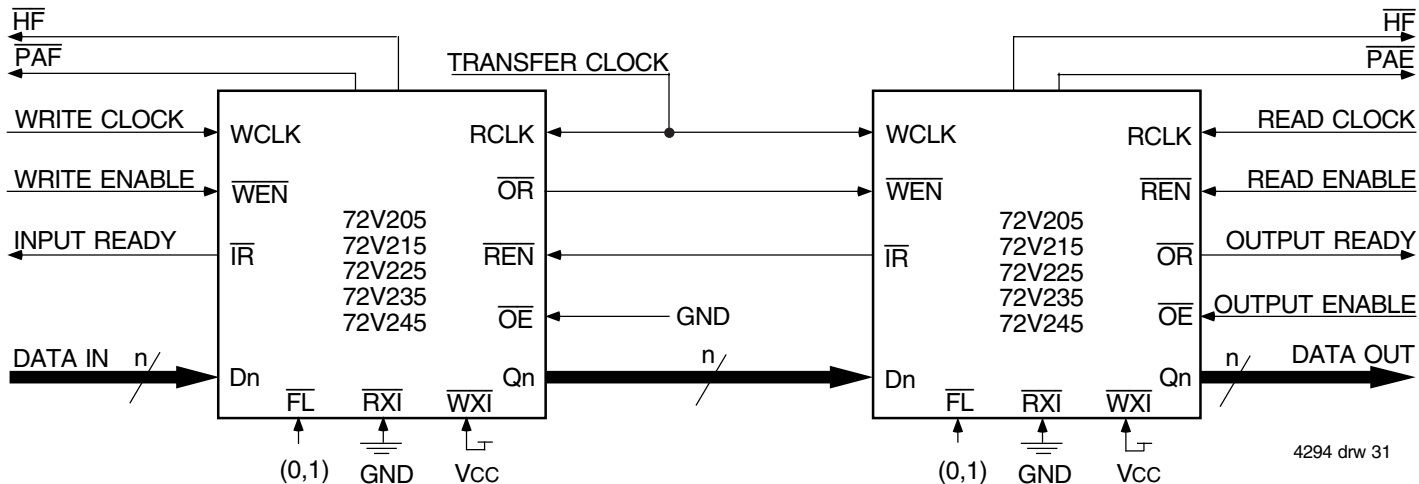 HF
PAF
TRANSFER CLOCK
HF
PAE
WRITE CLOCK
WCLK
RCLK
WCLK
RCLK
READ CLOCK
WRITE ENABLE
WEN
OR
WEN
REN
READ ENABLE
INPUT READY
IR
REN
IR
OR
OUTPUT READY
72V205
72V215
72V225
72V235
72V245
72V205
72V215
72V225
72V235
72V245
OE
GND
OE
OUTPUT ENABLE
DATA IN
n
Dn
Qn
n
Dn
Qn
n
DATA OUT
FL
RXI
WXI
FL
RXI
WXI
(0,1)
GND
VCC
(0,1)
GND
VCC
4294 drw 31